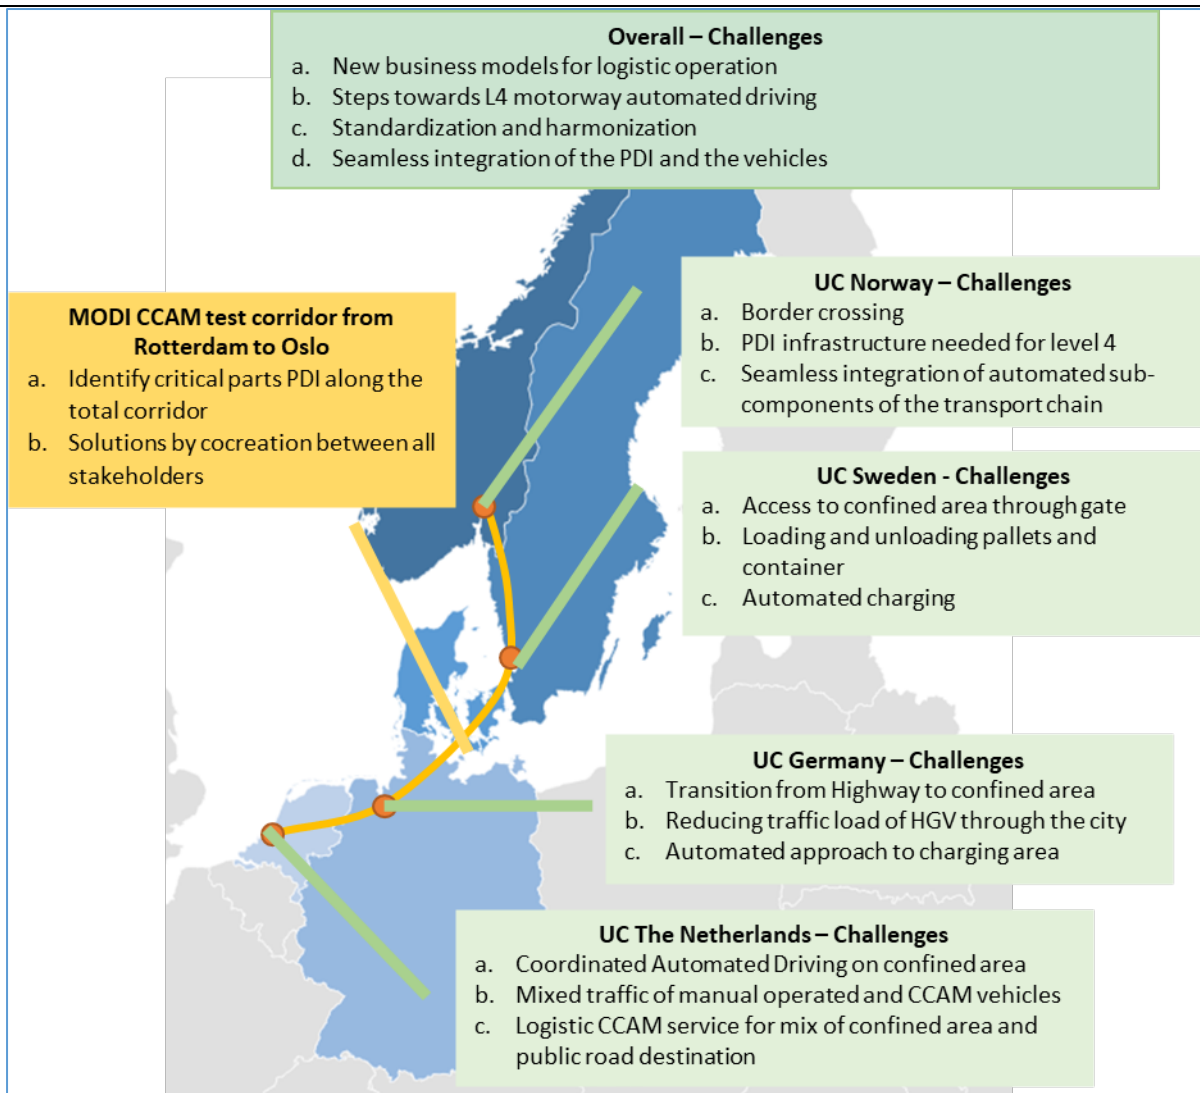 Overall – Challenges
a. New business models for logistic operation
b. Steps towards L4 motorway automated driving
c. Standardization and harmonization
d. Seamless integration of the PDI and the vehicles
MODI CCAM test corridor from
Rotterdam to Oslo
a. Identify critical parts PDI along the
total corridor
b. Solutions by cocreation between all
stakeholders
UC Norway – Challenges
a. Border crossing
b. PDI infrastructure needed for level 4
c. Seamless integration of automated sub-
components of the transport chain
UC Sweden - Challenges
a. Access to confined area through gate
b. Loading and unloading pallets and
container
c. Automated charging
UC Germany – Challenges
a. Transition from Highway to confined area
b. Reducing traffic load of HGV through the city
c. Automated approach to charging area
UC The Netherlands – Challenges
a. Coordinated Automated Driving on confined area
b. Mixed traffic of manual operated and CCAM vehicles
c. Logistic CCAM service for mix of confined area and
public road destination